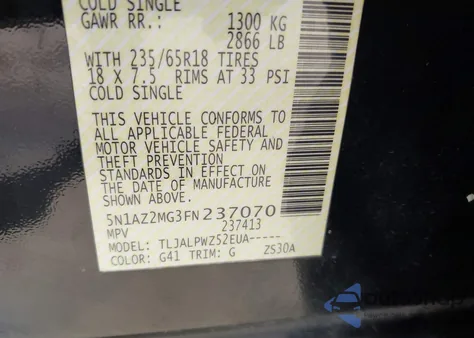 COLD SINGLE
GAWR RR.: 1300 KG
2866 LB
WITH 235/65R18 TIRES
18 X 7.5 RIMS AT 33 PSI
COLD SINGLE
THIS VEHICLE CONFORMS TO
ALL APPLICABLE FEDERAL
MOTOR VEHICLE SAFETY AND
THEFT PREVENTION
STANDARDS IN EFFECT ON
THE DATE OF MANUFACTURE
SHOWN ABOVE.
5N1AZ2MG3FN237070
MPV 237413
MODEL: TLJALPWZ52EUA-----
COLOR: G41 TRIM: G ZS30A